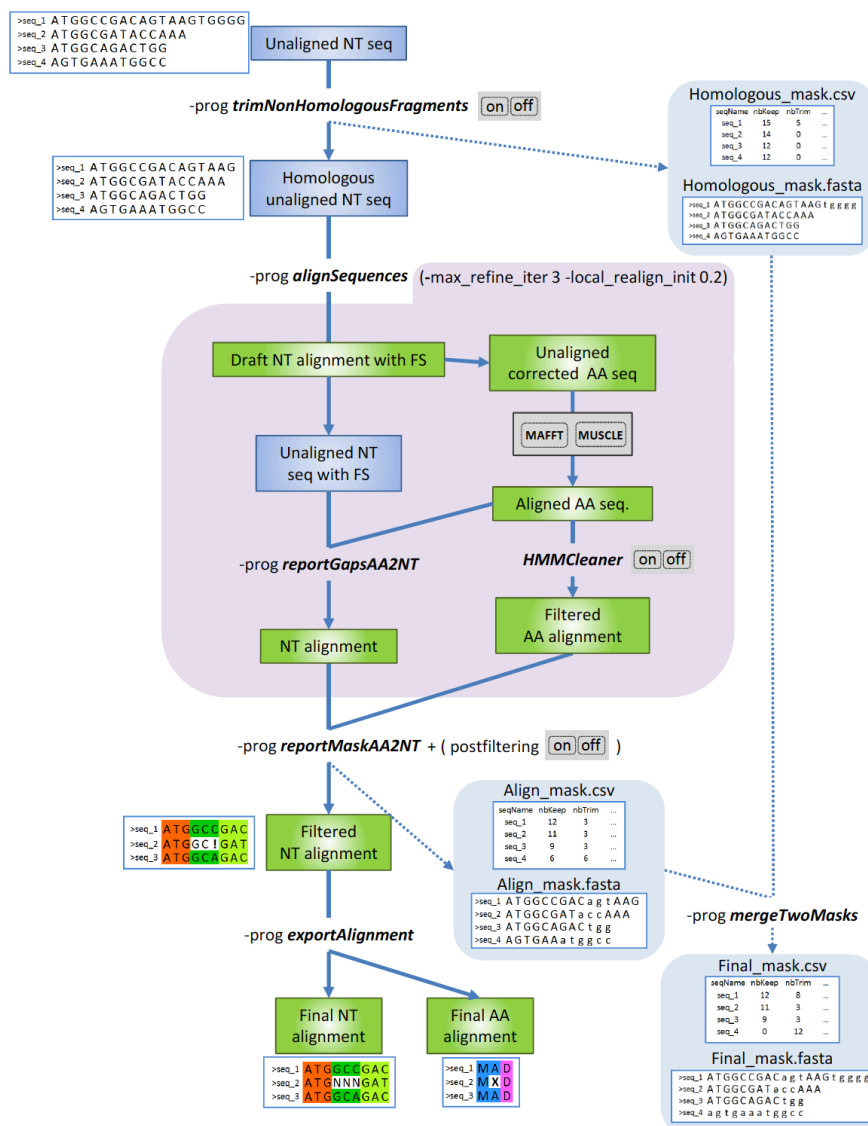 >seq_1 ATGGCCGACAGTAAGTGGGG
>seq_2 ATGGCGATACCAAA
>seq_3 ATGGCAGACTGG
>seq_4 AGTGAAATGGCC
Unaligned NT seq
-prog trimNonHomologousFragments on off
Homologous_mask.csv
seqName nbKeep nbTrim ...
seq_1 15 5 ...
seq_2 14 0 ...
seq_3 12 0 ...
seq_4 12 0 ...
Homologous_mask.fasta
>seq_1 ATGGCCGACAGTAAGtgggg
>seq_2 ATGGCGATACCAAA
>seq_3 ATGGCAGACTGG
>seq_4 AGTGAAATGGCC
>seq_1 ATGGCCGACAGTAAG
>seq_2 ATGGCGATACCAAA
>seq_3 ATGGCAGACTGG
>seq_4 AGTGAAATGGCC
Homologous
unaligned NT seq
-prog alignSequences (-max_refine_iter 3 -local_realign_init 0.2)
Draft NT alignment with FS
Unaligned
corrected AA seq
MAFFT MUSCLE
Unaligned NT
seq with FS
Aligned AA seq.
-prog reportGapsAA2NT
HMMCleaner on off
NT alignment
Filtered
AA alignment
-prog reportMaskAA2NT + ( postfiltering on off )
>seq_1 ATGGCCGAC
>seq_2 ATGGC!GAT
>seq_3 ATGGCAGAC
Filtered
NT alignment
Align_mask.csv
seqName nbKeep nbTrim ...
seq_1 12 3 ...
seq_2 11 3 ...
seq_3 9 3 ...
seq_4 6 6 ...
Align_mask.fasta
>seq_1 ATGGCCGACagtAAG
>seq_2 ATGGCGATaccAAA
>seq_3 ATGGCAGACtgg
>seq_4 AGTGAAatggcc
-prog mergeTwoMasks
-prog exportAlignment
Final NT
alignment
>seq_1 ATGGCCGAC
>seq_2 ATGNNNGAT
>seq_3 ATGGCAGAC
Final AA
alignment
>seq_1 MAD
>seq_2 MXD
>seq_3 MAD
Final_mask.csv
seqName nbKeep nbTrim ...
seq_1 12 8 ...
seq_2 11 3 ...
seq_3 9 3 ...
seq_4 0 12 ...
Final_mask.fasta
>seq_1 ATGGCCGACagtAAGtgggg
>seq_2 ATGGCGATaccAAA
>seq_3 ATGGCAGACtgg
>seq_4 agtgaaatggcc